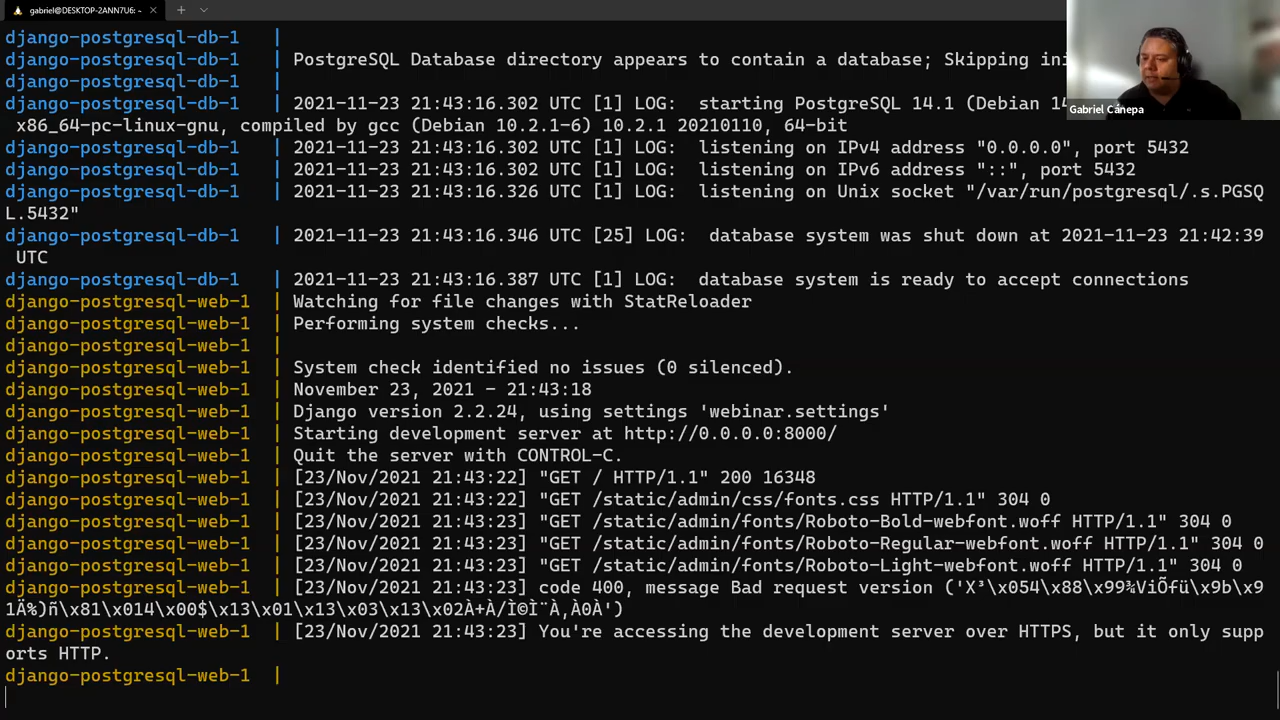 gabriel@DESKTOP-2ANN7U6: ~
django-postgresql-db-1 |
django-postgresql-db-1 | PostgreSQL Database directory appears to contain a database; Skipping
django-postgresql-db-1 |
django-postgresql-db-1 | 2021-11-23 21:43:16.302 UTC [1] LOG: starting PostgreSQL 14.1 (Debian
x86_64-pc-linux-gnu, compiled by gcc (Debian 10.2.1-6) 10.2.1 20210110, 64-bit
django-postgresql-db-1 | 2021-11-23 21:43:16.302 UTC [1] LOG: listening on IPv4 address "0.0.0.0", port 5432
django-postgresql-db-1 | 2021-11-23 21:43:16.302 UTC [1] LOG: listening on IPv6 address "::", port 5432
django-postgresql-db-1 | 2021-11-23 21:43:16.326 UTC [1] LOG: listening on Unix socket "/var/run/postgresql/.s.PGSQ
L.5432"
django-postgresql-db-1 | 2021-11-23 21:43:16.346 UTC [25] LOG: database system was shut down at 2021-11-23 21:42:39
UTC
django-postgresql-db-1 | 2021-11-23 21:43:16.387 UTC [1] LOG: database system is ready to accept connections
django-postgresql-web-1 | Watching for file changes with StatReloader
django-postgresql-web-1 | Performing system checks...
django-postgresql-web-1 |
django-postgresql-web-1 | System check identified no issues (0 silenced).
django-postgresql-web-1 | November 23, 2021 - 21:43:18
django-postgresql-web-1 | Django version 2.2.24, using settings 'webinar.settings'
django-postgresql-web-1 | Starting development server at http://0.0.0.0:8000/
django-postgresql-web-1 | Quit the server with CONTROL-C.
django-postgresql-web-1 | [23/Nov/2021 21:43:22] "GET / HTTP/1.1" 200 16348
django-postgresql-web-1 | [23/Nov/2021 21:43:22] "GET /static/admin/css/fonts.css HTTP/1.1" 304 0
django-postgresql-web-1 | [23/Nov/2021 21:43:23] "GET /static/admin/fonts/Roboto-Bold-webfont.woff HTTP/1.1" 304 0
django-postgresql-web-1 | [23/Nov/2021 21:43:23] "GET /static/admin/fonts/Roboto-Regular-webfont.woff HTTP/1.1" 304 0
django-postgresql-web-1 | [23/Nov/2021 21:43:23] "GET /static/admin/fonts/Roboto-Light-webfont.woff HTTP/1.1" 304 0
django-postgresql-web-1 | [23/Nov/2021 21:43:23] code 400, message Bad request version ('X³\x054\x88\x99¾ViÕfü\x9b\x9
1Ä%)ñ\x81\x014\x00$\x13\x01\x13\x03\x13\x02À+À/Ì©Ì¨À,À0À')
django-postgresql-web-1 | [23/Nov/2021 21:43:23] You're accessing the development server over HTTPS, but it only supp
orts HTTP.
django-postgresql-web-1 |
Gabriel Cánepa